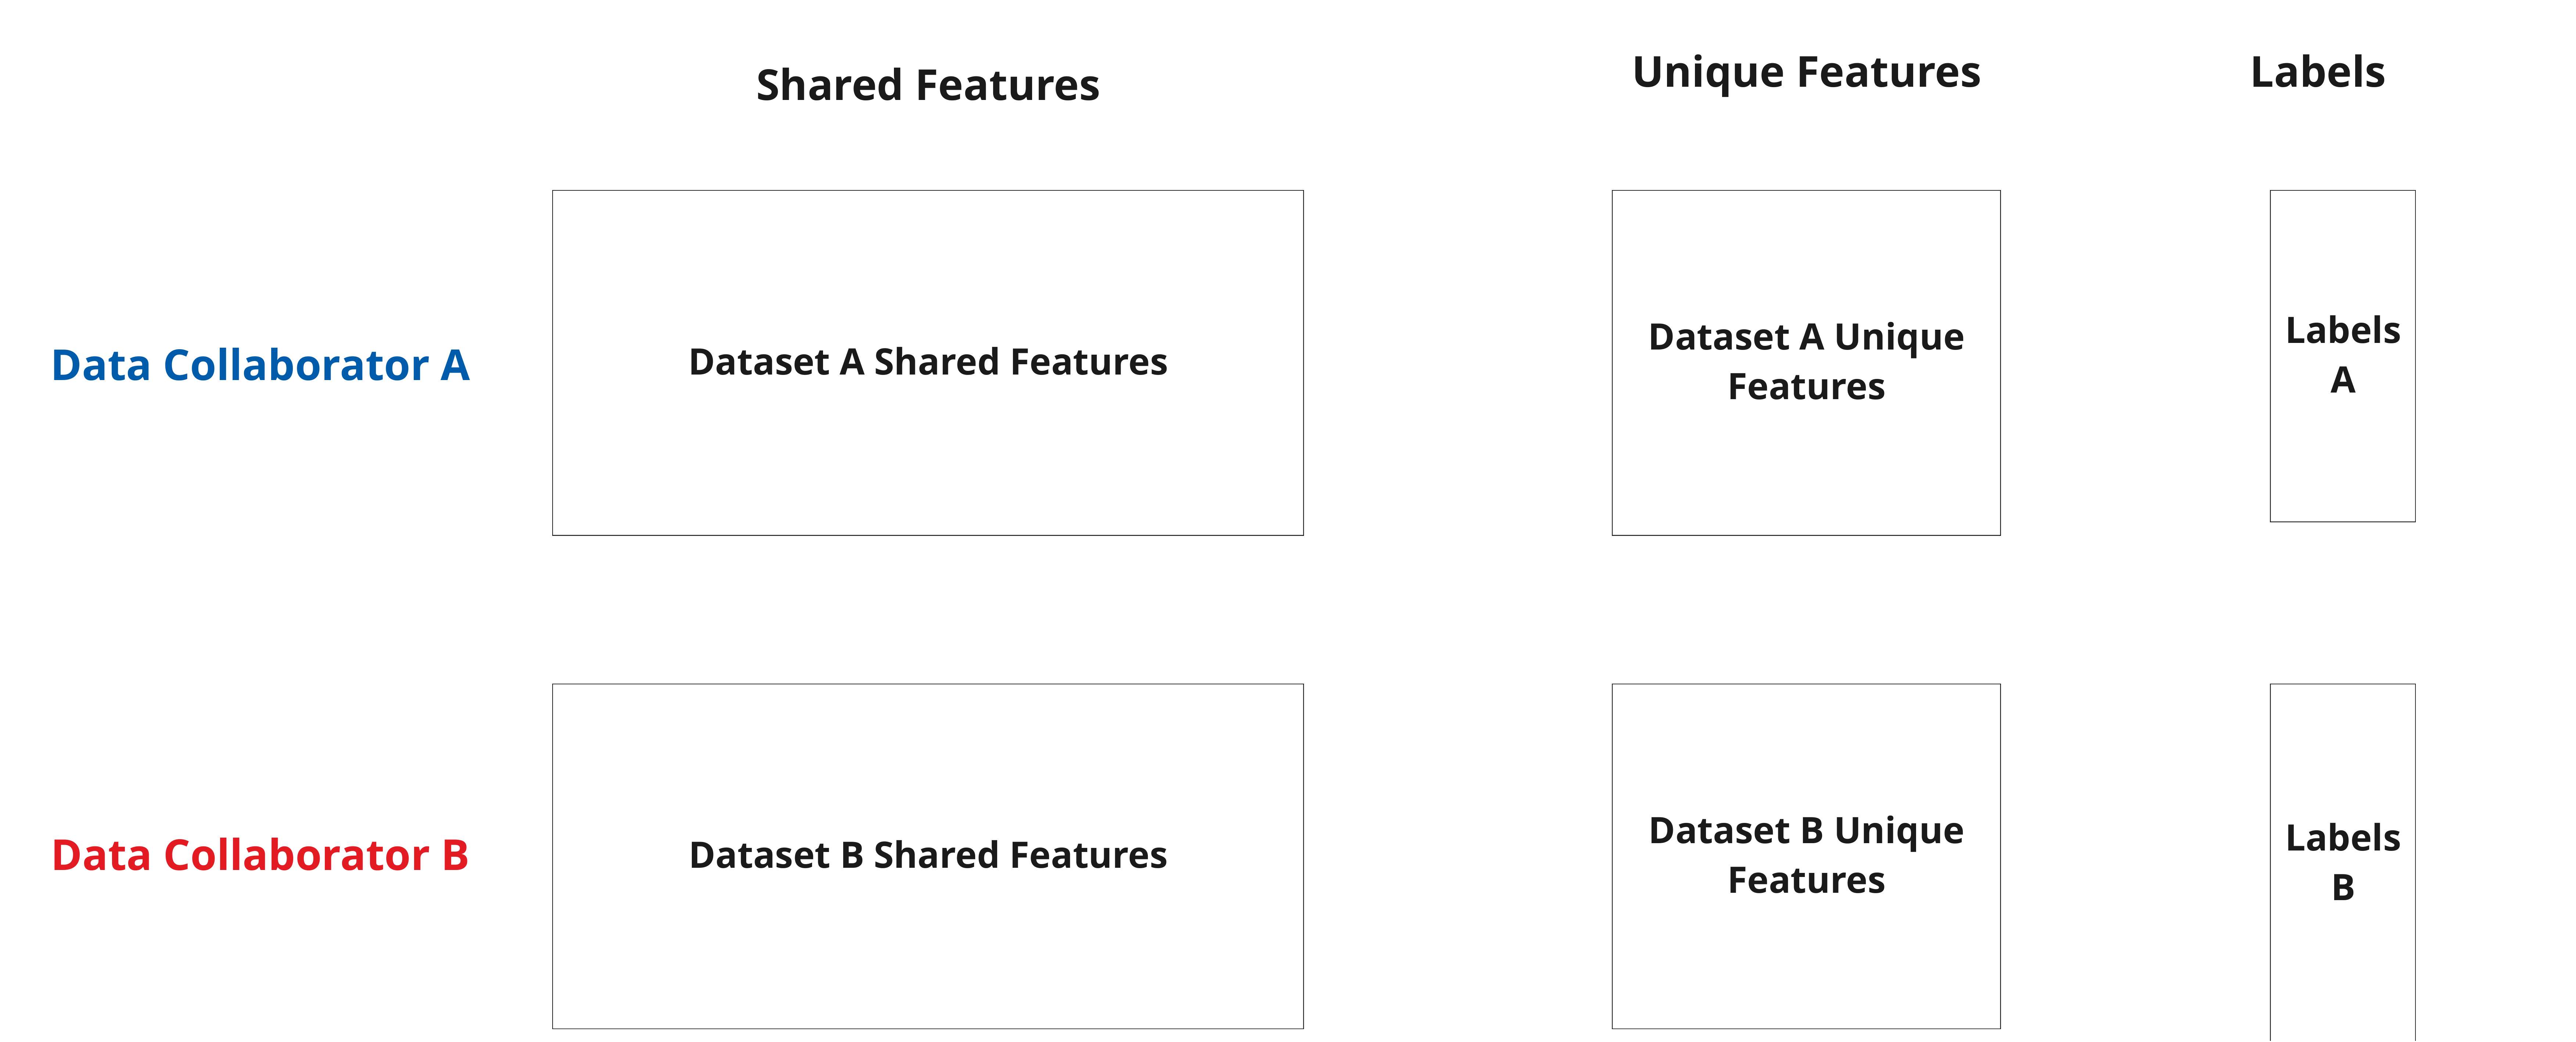 Shared Features
Unique Features
Labels
Data Collaborator A
Dataset A Shared Features
Dataset A Unique
Features
Labels
A
Data Collaborator B
Dataset B Shared Features
Dataset B Unique
Features
Labels
B